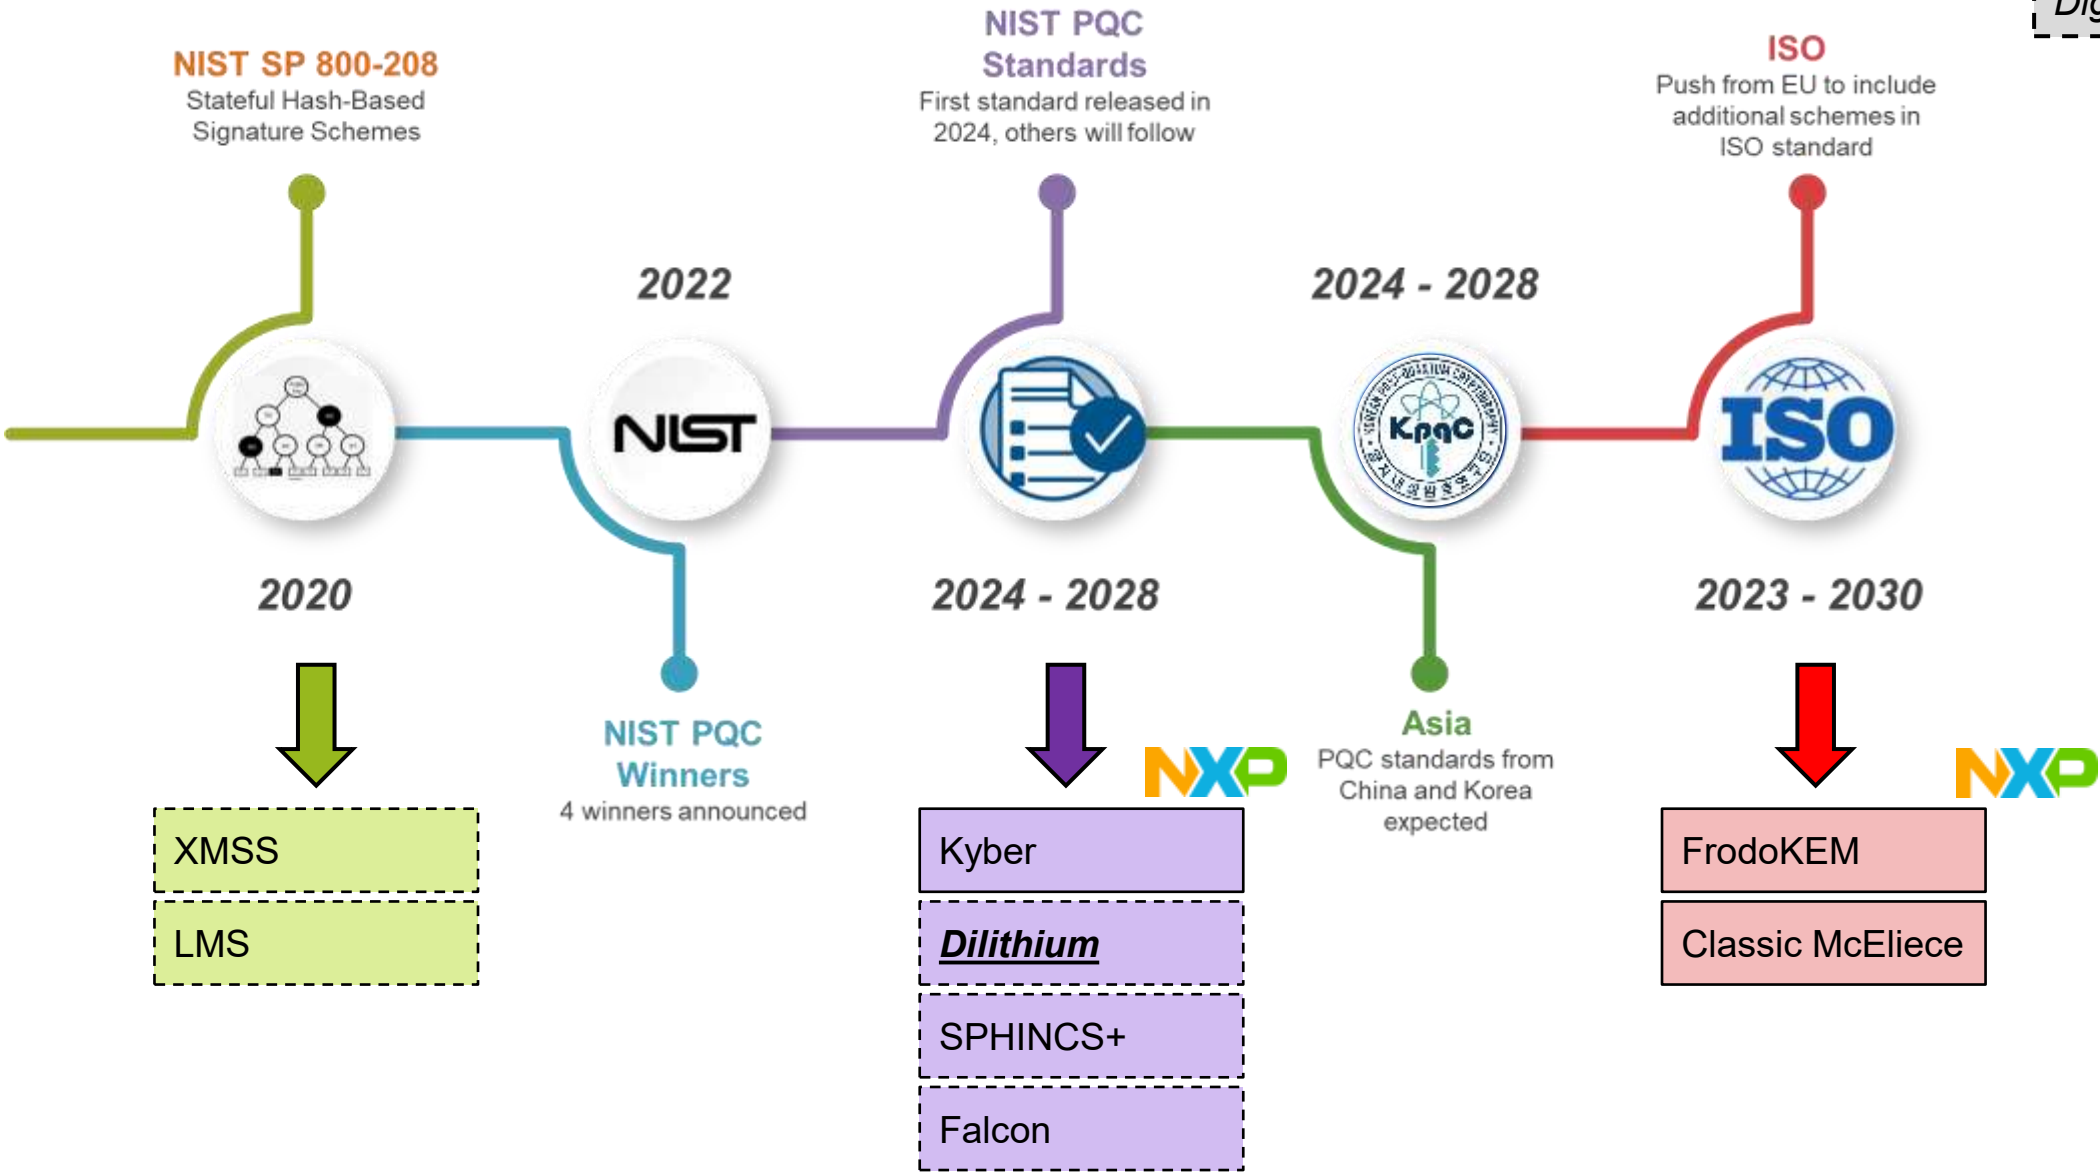 Dig
NIST SP 800-208
Stateful Hash-Based
Signature Schemes
NIST PQC
Standards
First standard released in
2024, others will follow
ISO
Push from EU to include
additional schemes in
ISO standard
2022
2024 - 2028
NIST
KpqC
ISO
2020
2024 - 2028
2023 - 2030
NIST PQC
Winners
4 winners announced
Asia
PQC standards from
China and Korea
expected
NXP
NXP
XMSS
LMS
Kyber
Dilithium
SPHINCS+
Falcon
FrodoKEM
Classic McEliece